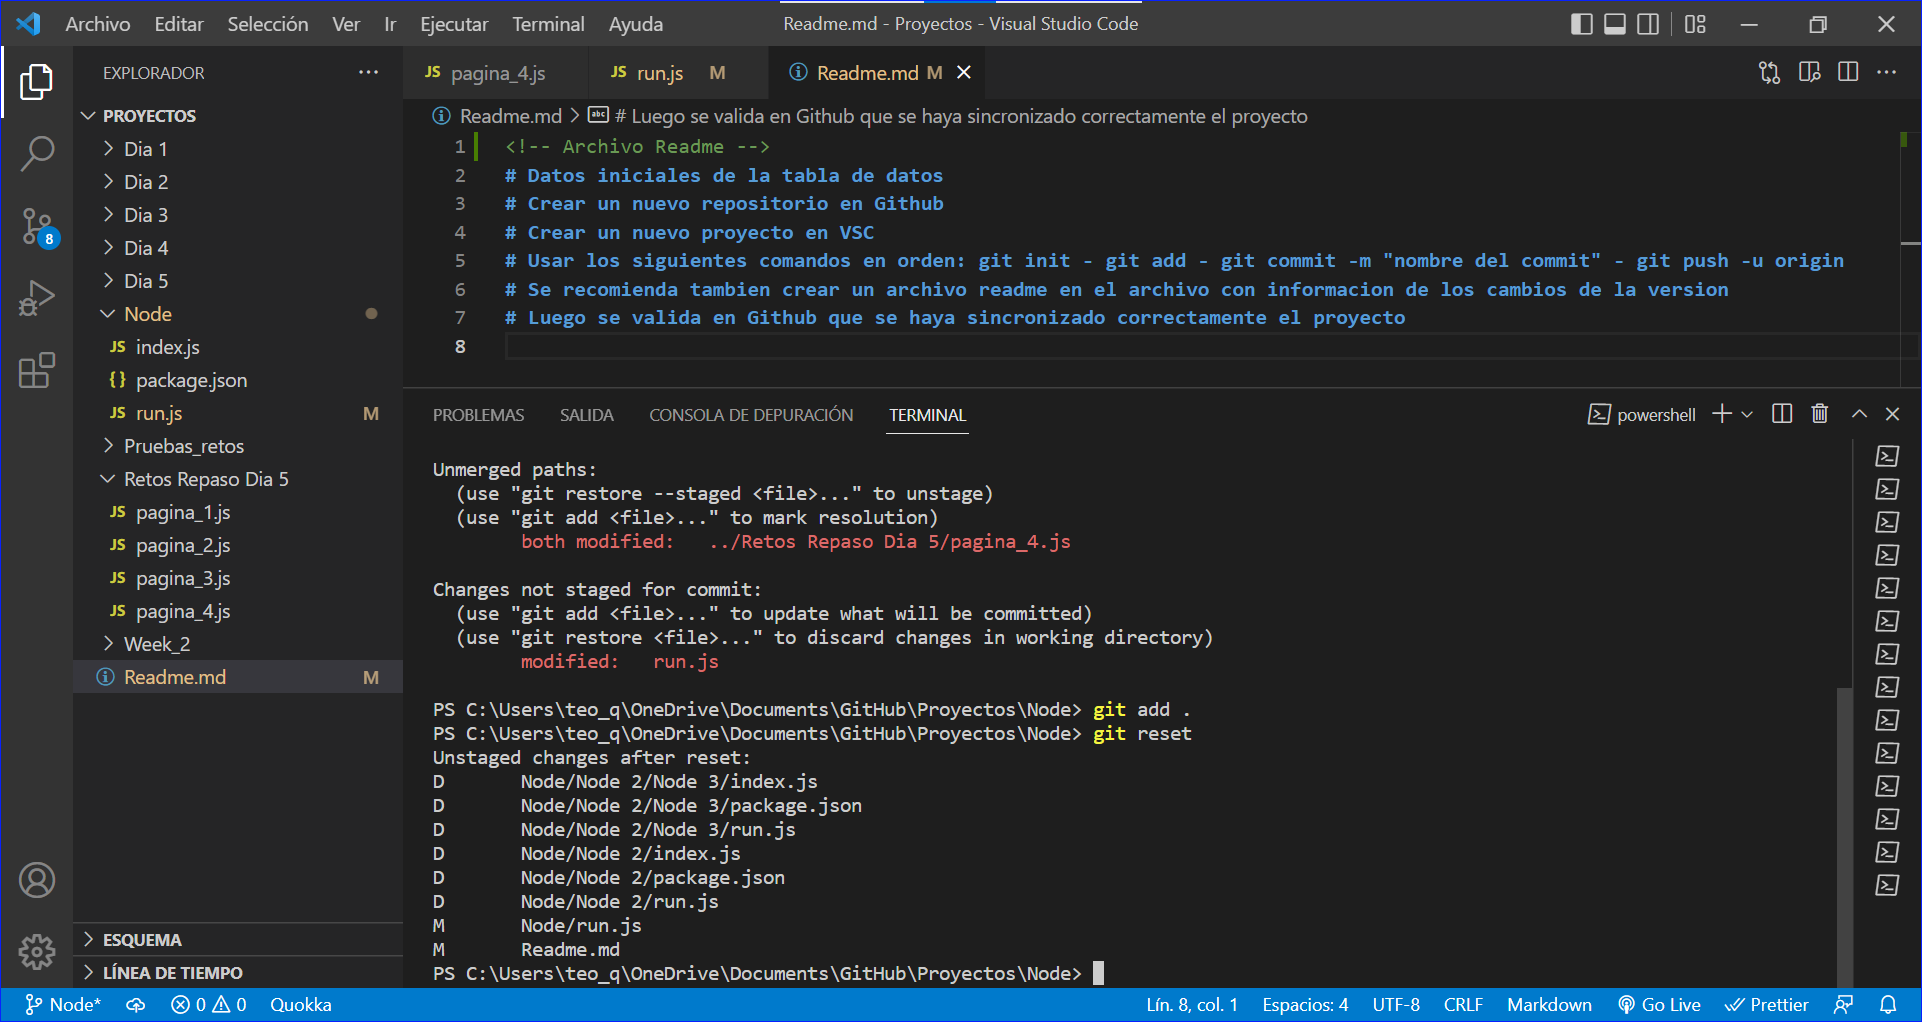 Archivo Editar Selección Ver Ir Ejecutar Terminal Ayuda
Readme.md - Proyectos - Visual Studio Code
EXPLORADOR
PROYECTOS
Dia 1
Dia 2
Dia 3
Dia 4
Dia 5
Node
JS index.js
{} package.json
JS run.js M
Pruebas_retos
Retos Repaso Dia 5
JS pagina_1.js
JS pagina_2.js
JS pagina_3.js
JS pagina_4.js
Week_2
Readme.md M
ESQUEMA
LÍNEA DE TIEMPO
8
JS pagina_4.js
JS run.js M
Readme.md M
Readme.md > abc # Luego se valida en Github que se haya sincronizado correctamente el proyecto
1 <!-- Archivo Readme -->
2 # Datos iniciales de la tabla de datos
3 # Crear un nuevo repositorio en Github
4 # Crear un nuevo proyecto en VSC
5 # Usar los siguientes comandos en orden: git init - git add - git commit -m "nombre del commit" - git push -u origin
6 # Se recomienda tambien crear un archivo readme en el archivo con informacion de los cambios de la version
7 # Luego se valida en Github que se haya sincronizado correctamente el proyecto
8
PROBLEMAS SALIDA CONSOLA DE DEPURACIÓN TERMINAL
powershell
Unmerged paths:
(use "git restore --staged <file>..." to unstage)
(use "git add <file>..." to mark resolution)
both modified: ../Retos Repaso Dia 5/pagina_4.js
Changes not staged for commit:
(use "git add <file>..." to update what will be committed)
(use "git restore <file>..." to discard changes in working directory)
modified: run.js
PS C:\Users\teo_q\OneDrive\Documents\GitHub\Proyectos\Node> git add .
PS C:\Users\teo_q\OneDrive\Documents\GitHub\Proyectos\Node> git reset
Unstaged changes after reset:
D Node/Node 2/Node 3/index.js
D Node/Node 2/Node 3/package.json
D Node/Node 2/Node 3/run.js
D Node/Node 2/index.js
D Node/Node 2/package.json
D Node/Node 2/run.js
M Node/run.js
M Readme.md
PS C:\Users\teo_q\OneDrive\Documents\GitHub\Proyectos\Node>
Node* 0 0 Quokka
Lín. 8, col. 1 Espacios: 4 UTF-8 CRLF Markdown Go Live Prettier